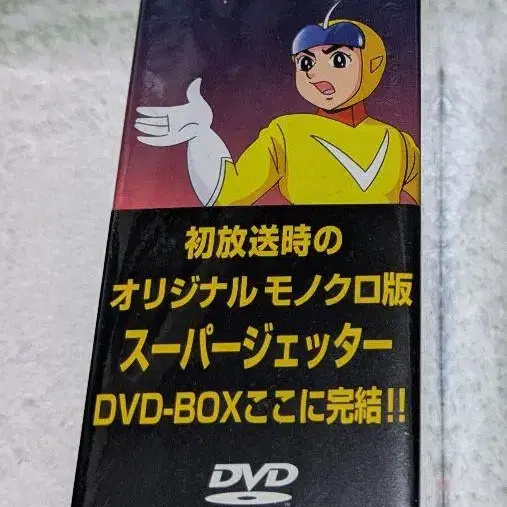 初放送時の
オリジナル モノクロ版
スーパージェッター
DVD-BOXここに完結!!
DVD